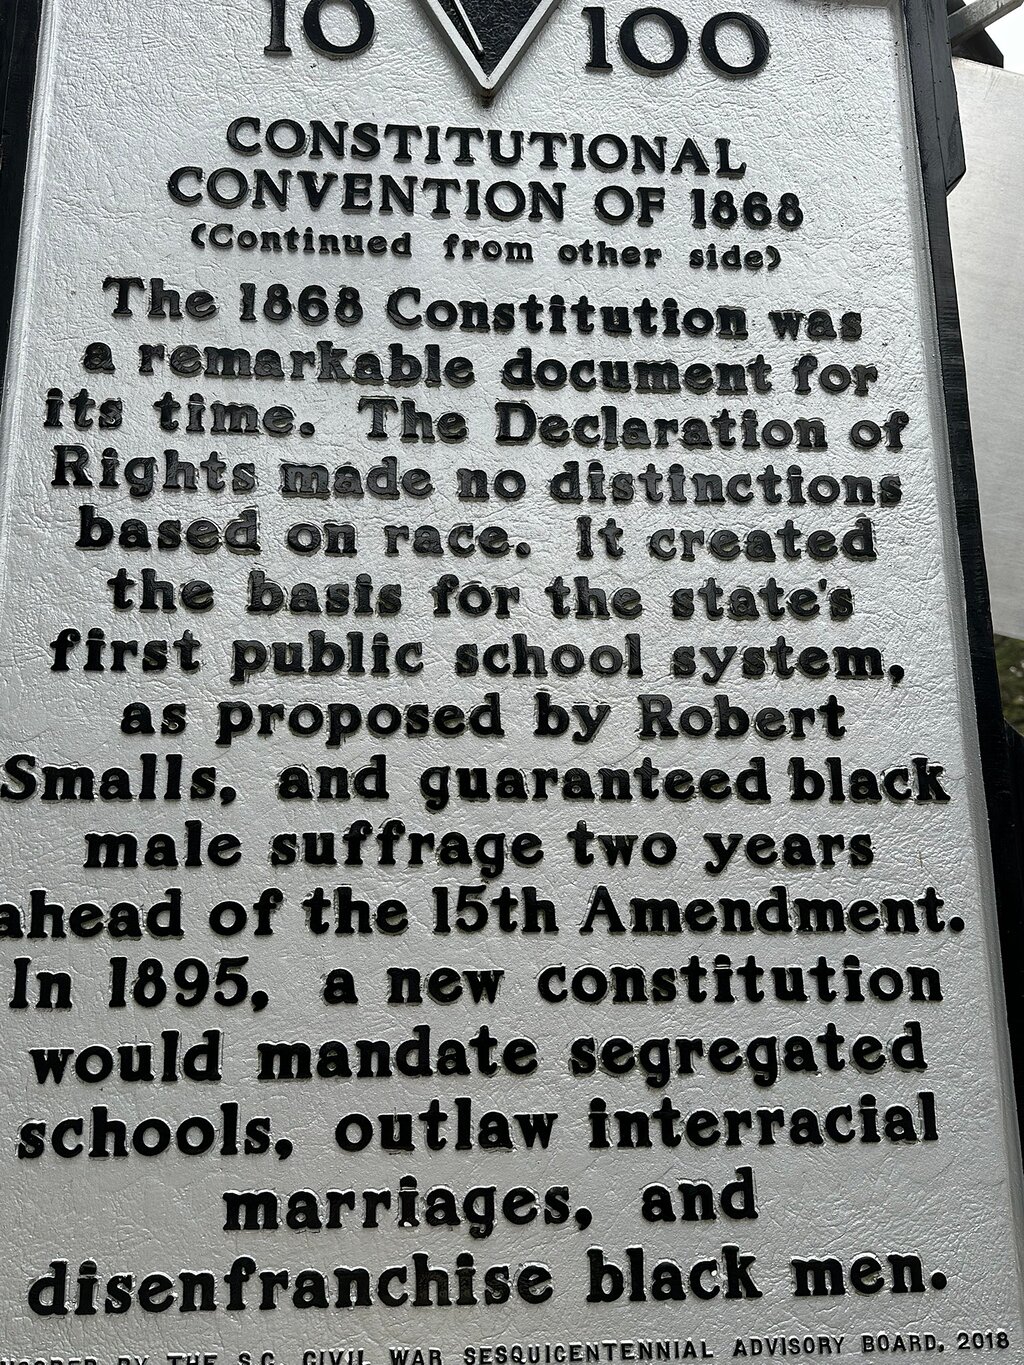 10 100
CONSTITUTIONAL
CONVENTION OF 1868
(Continued from other side)
The 1868 Constitution was
a remarkable document for
its time. The Declaration of
Rights made no distinctions
based on race. It created
the basis for the state's
first public school system,
as proposed by Robert
Smalls, and guaranteed black
male suffrage two years
ahead of the 15th Amendment.
In 1895, a new constitution
would mandate segregated
schools, outlaw interracial
marriages, and
disenfranchise black men.
BY THE S.C. CIVIL WAR SESQUICENTENNIAL ADVISORY BOARD, 2018